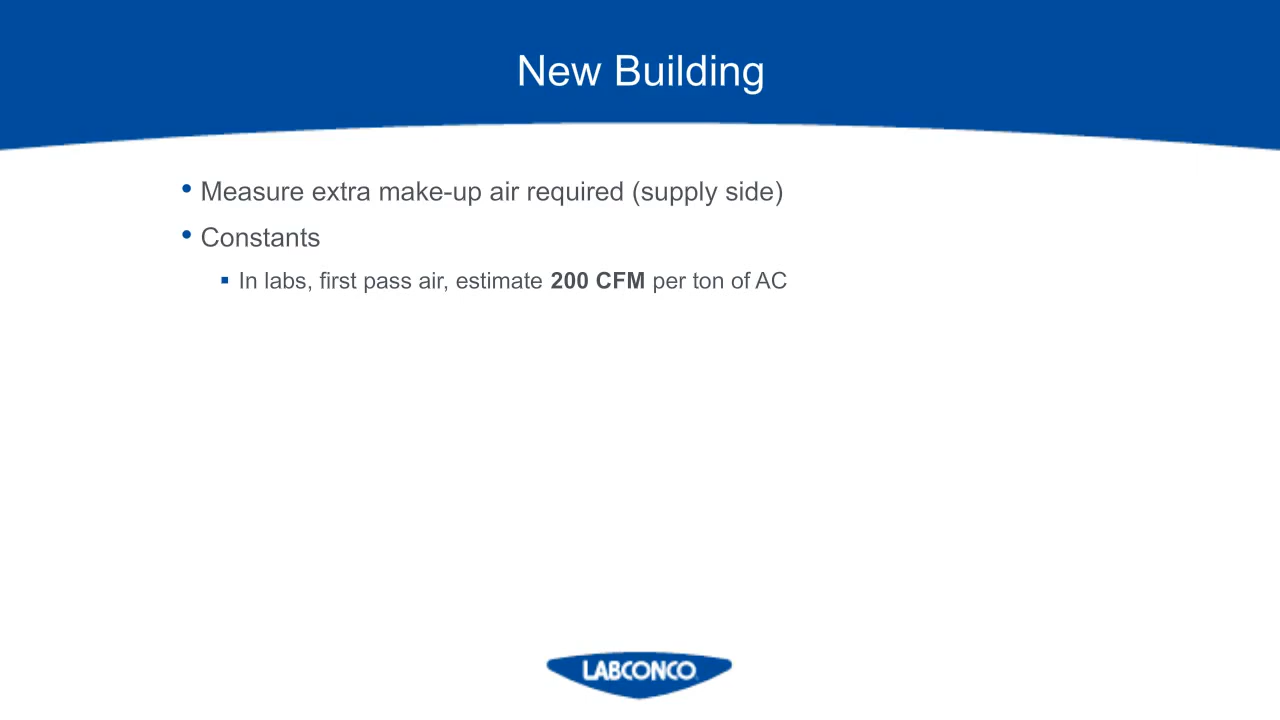 New Building
• Measure extra make-up air required (supply side)
• Constants
▪ In labs, first pass air, estimate 200 CFM per ton of AC
LABCONCO